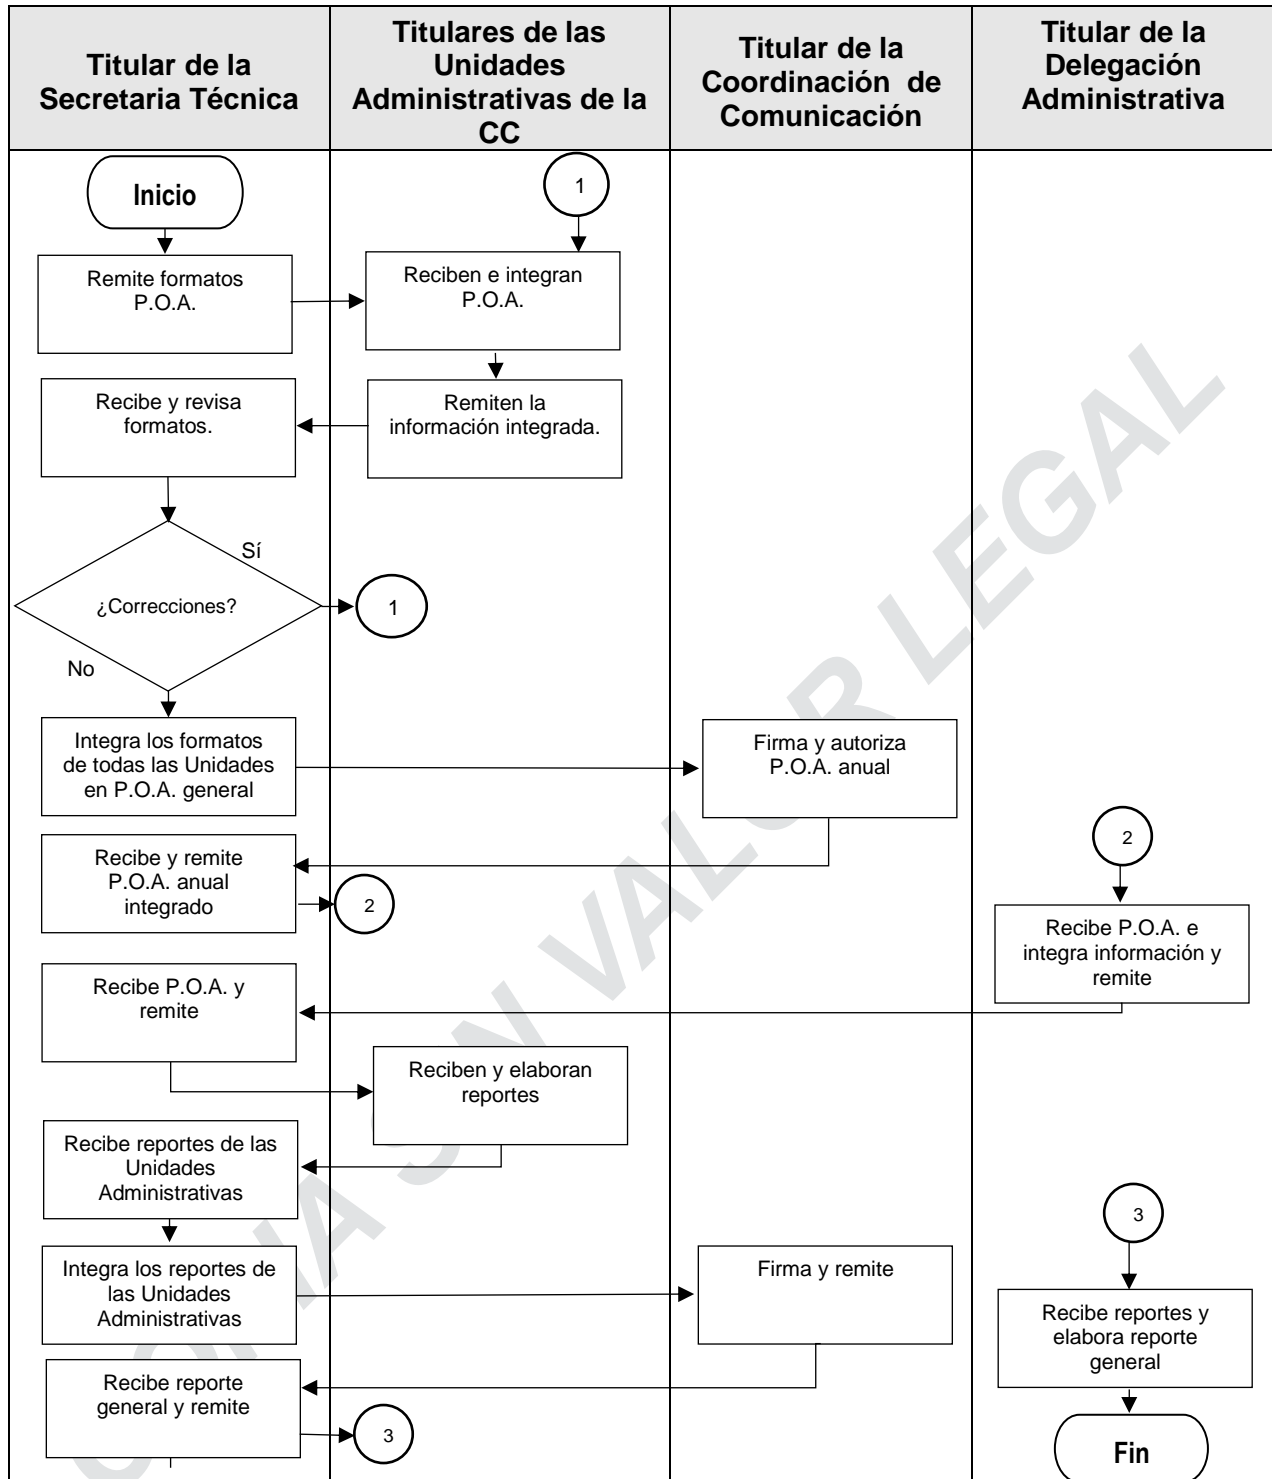 Titular de la
Secretaria Técnica
Titulares de las
Unidades
Administrativas de la
CC
Titular de la
Coordinación de
Comunicación
Titular de la
Delegación
Administrativa
Inicio
1
Remite formatos
P.O.A.
Reciben e integran
P.O.A.
Recibe y revisa
formatos.
Remiten la
información integrada.
Sí
¿Correcciones?
1
No
Integra los formatos
de todas las Unidades
en P.O.A. general
Firma y autoriza
P.O.A. anual
Recibe y remite
P.O.A. anual
integrado
2
2
Recibe P.O.A. e
integra información y
remite
Recibe P.O.A. y
remite
Reciben y elaboran
reportes
Recibe reportes de las
Unidades
Administrativas
3
Integra los reportes de
las Unidades
Administrativas
Firma y remite
Recibe reportes y
elabora reporte
general
Recibe reporte
general y remite
3
Fin
COPIA SIN VALOR LEGAL